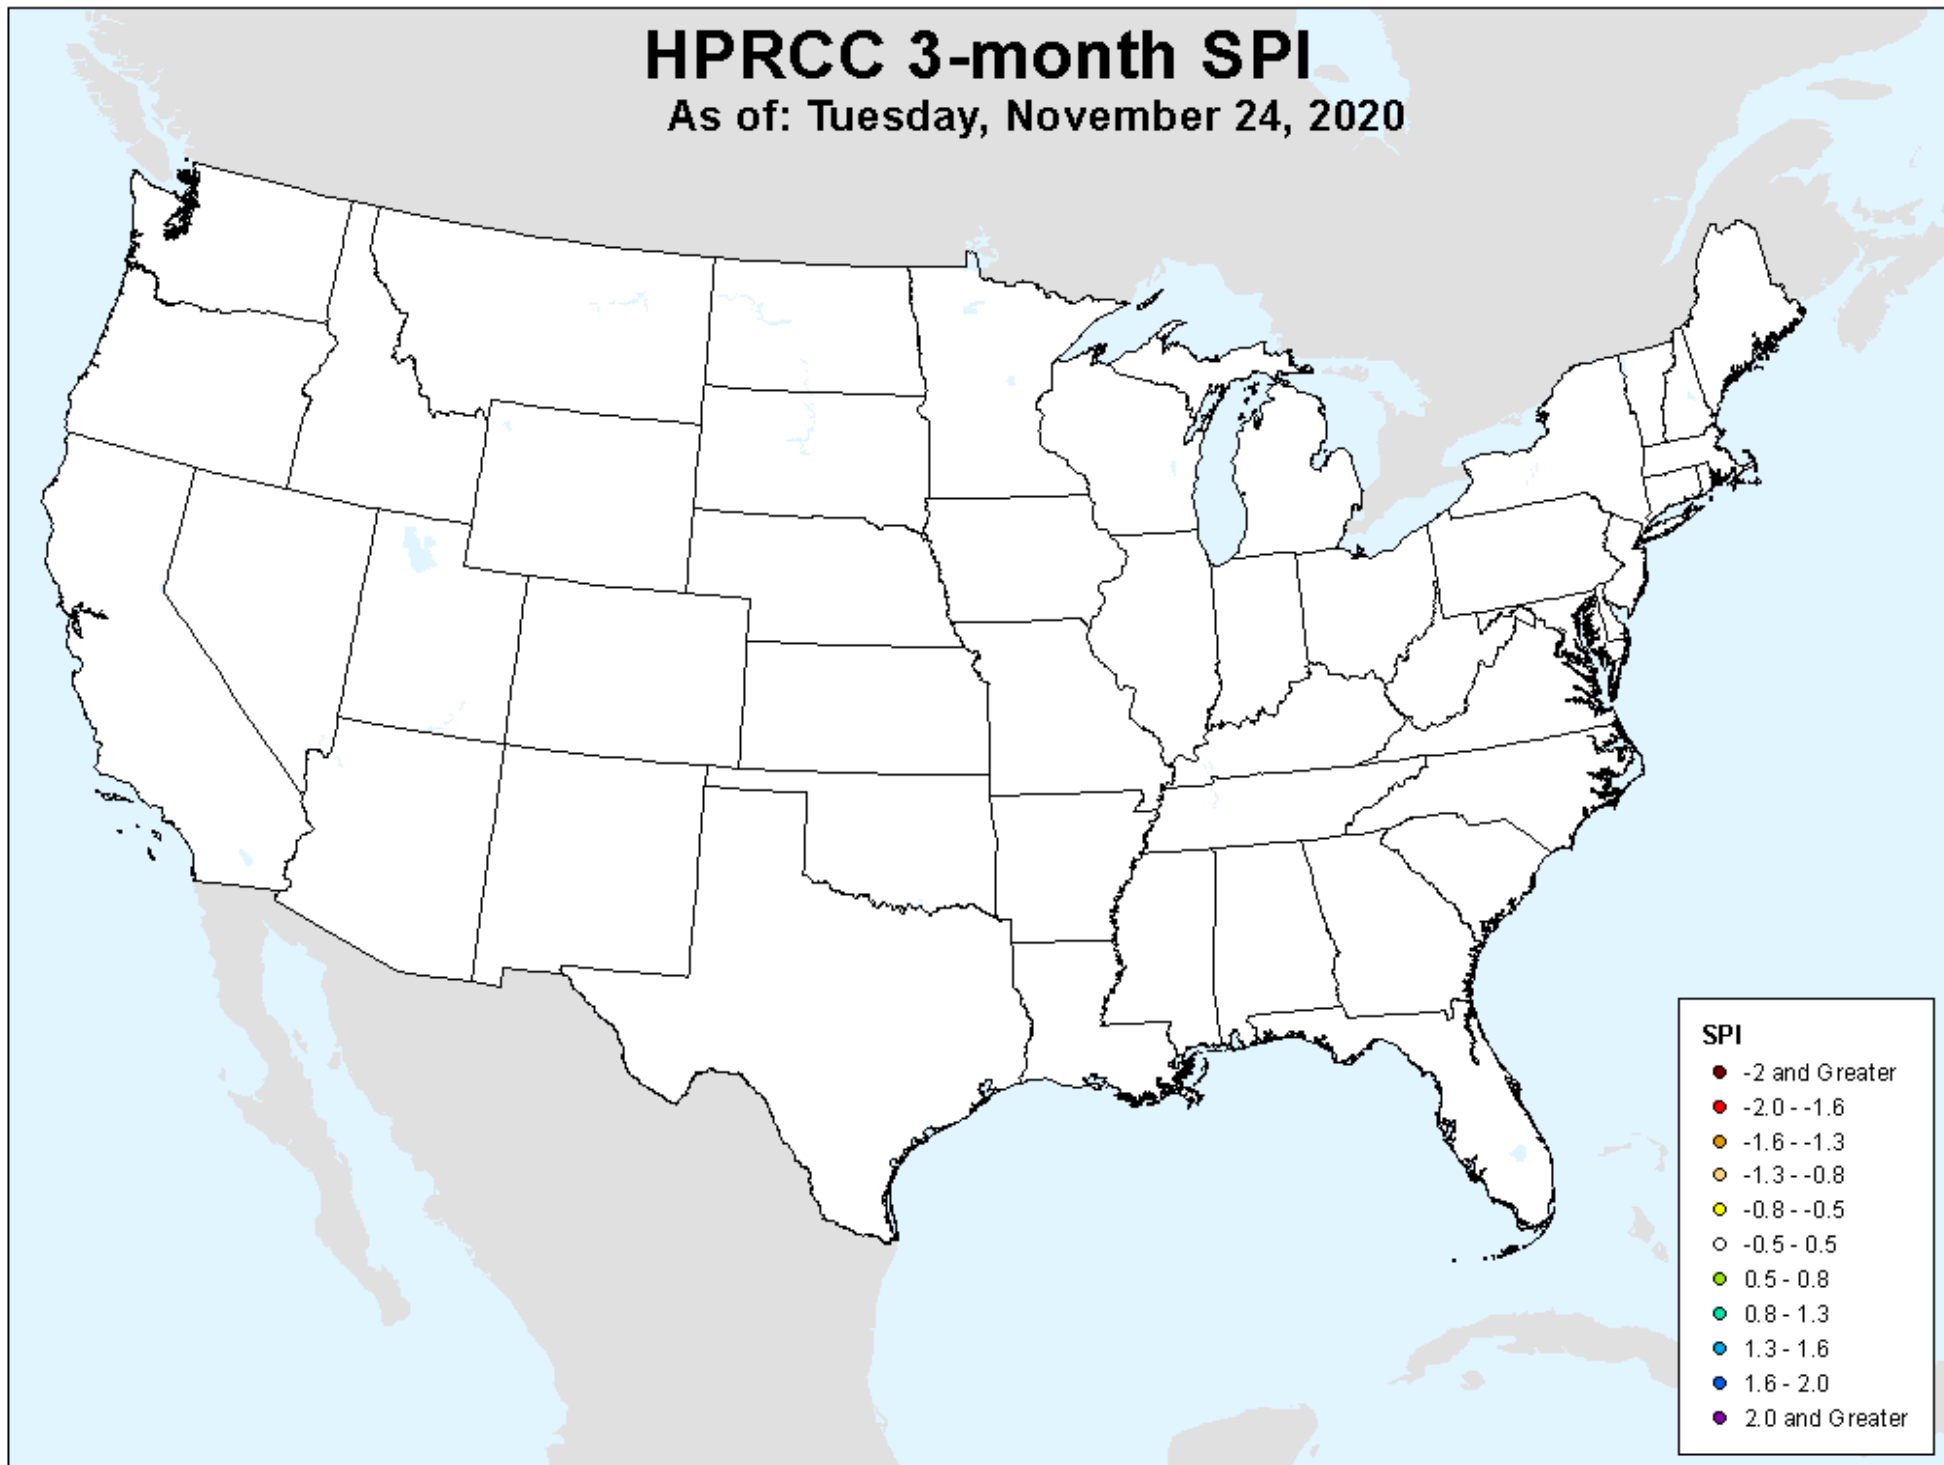 HPRCC 3-month SPI
As of: Tuesday, November 24, 2020
SPI
-2 and Greater
-2.0 - -1.6
-1.6 - -1.3
-1.3 - -0.8
-0.8 - -0.5
-0.5 - 0.5
0.5 - 0.8
0.8 - 1.3
1.3 - 1.6
1.6 - 2.0
2.0 and Greater